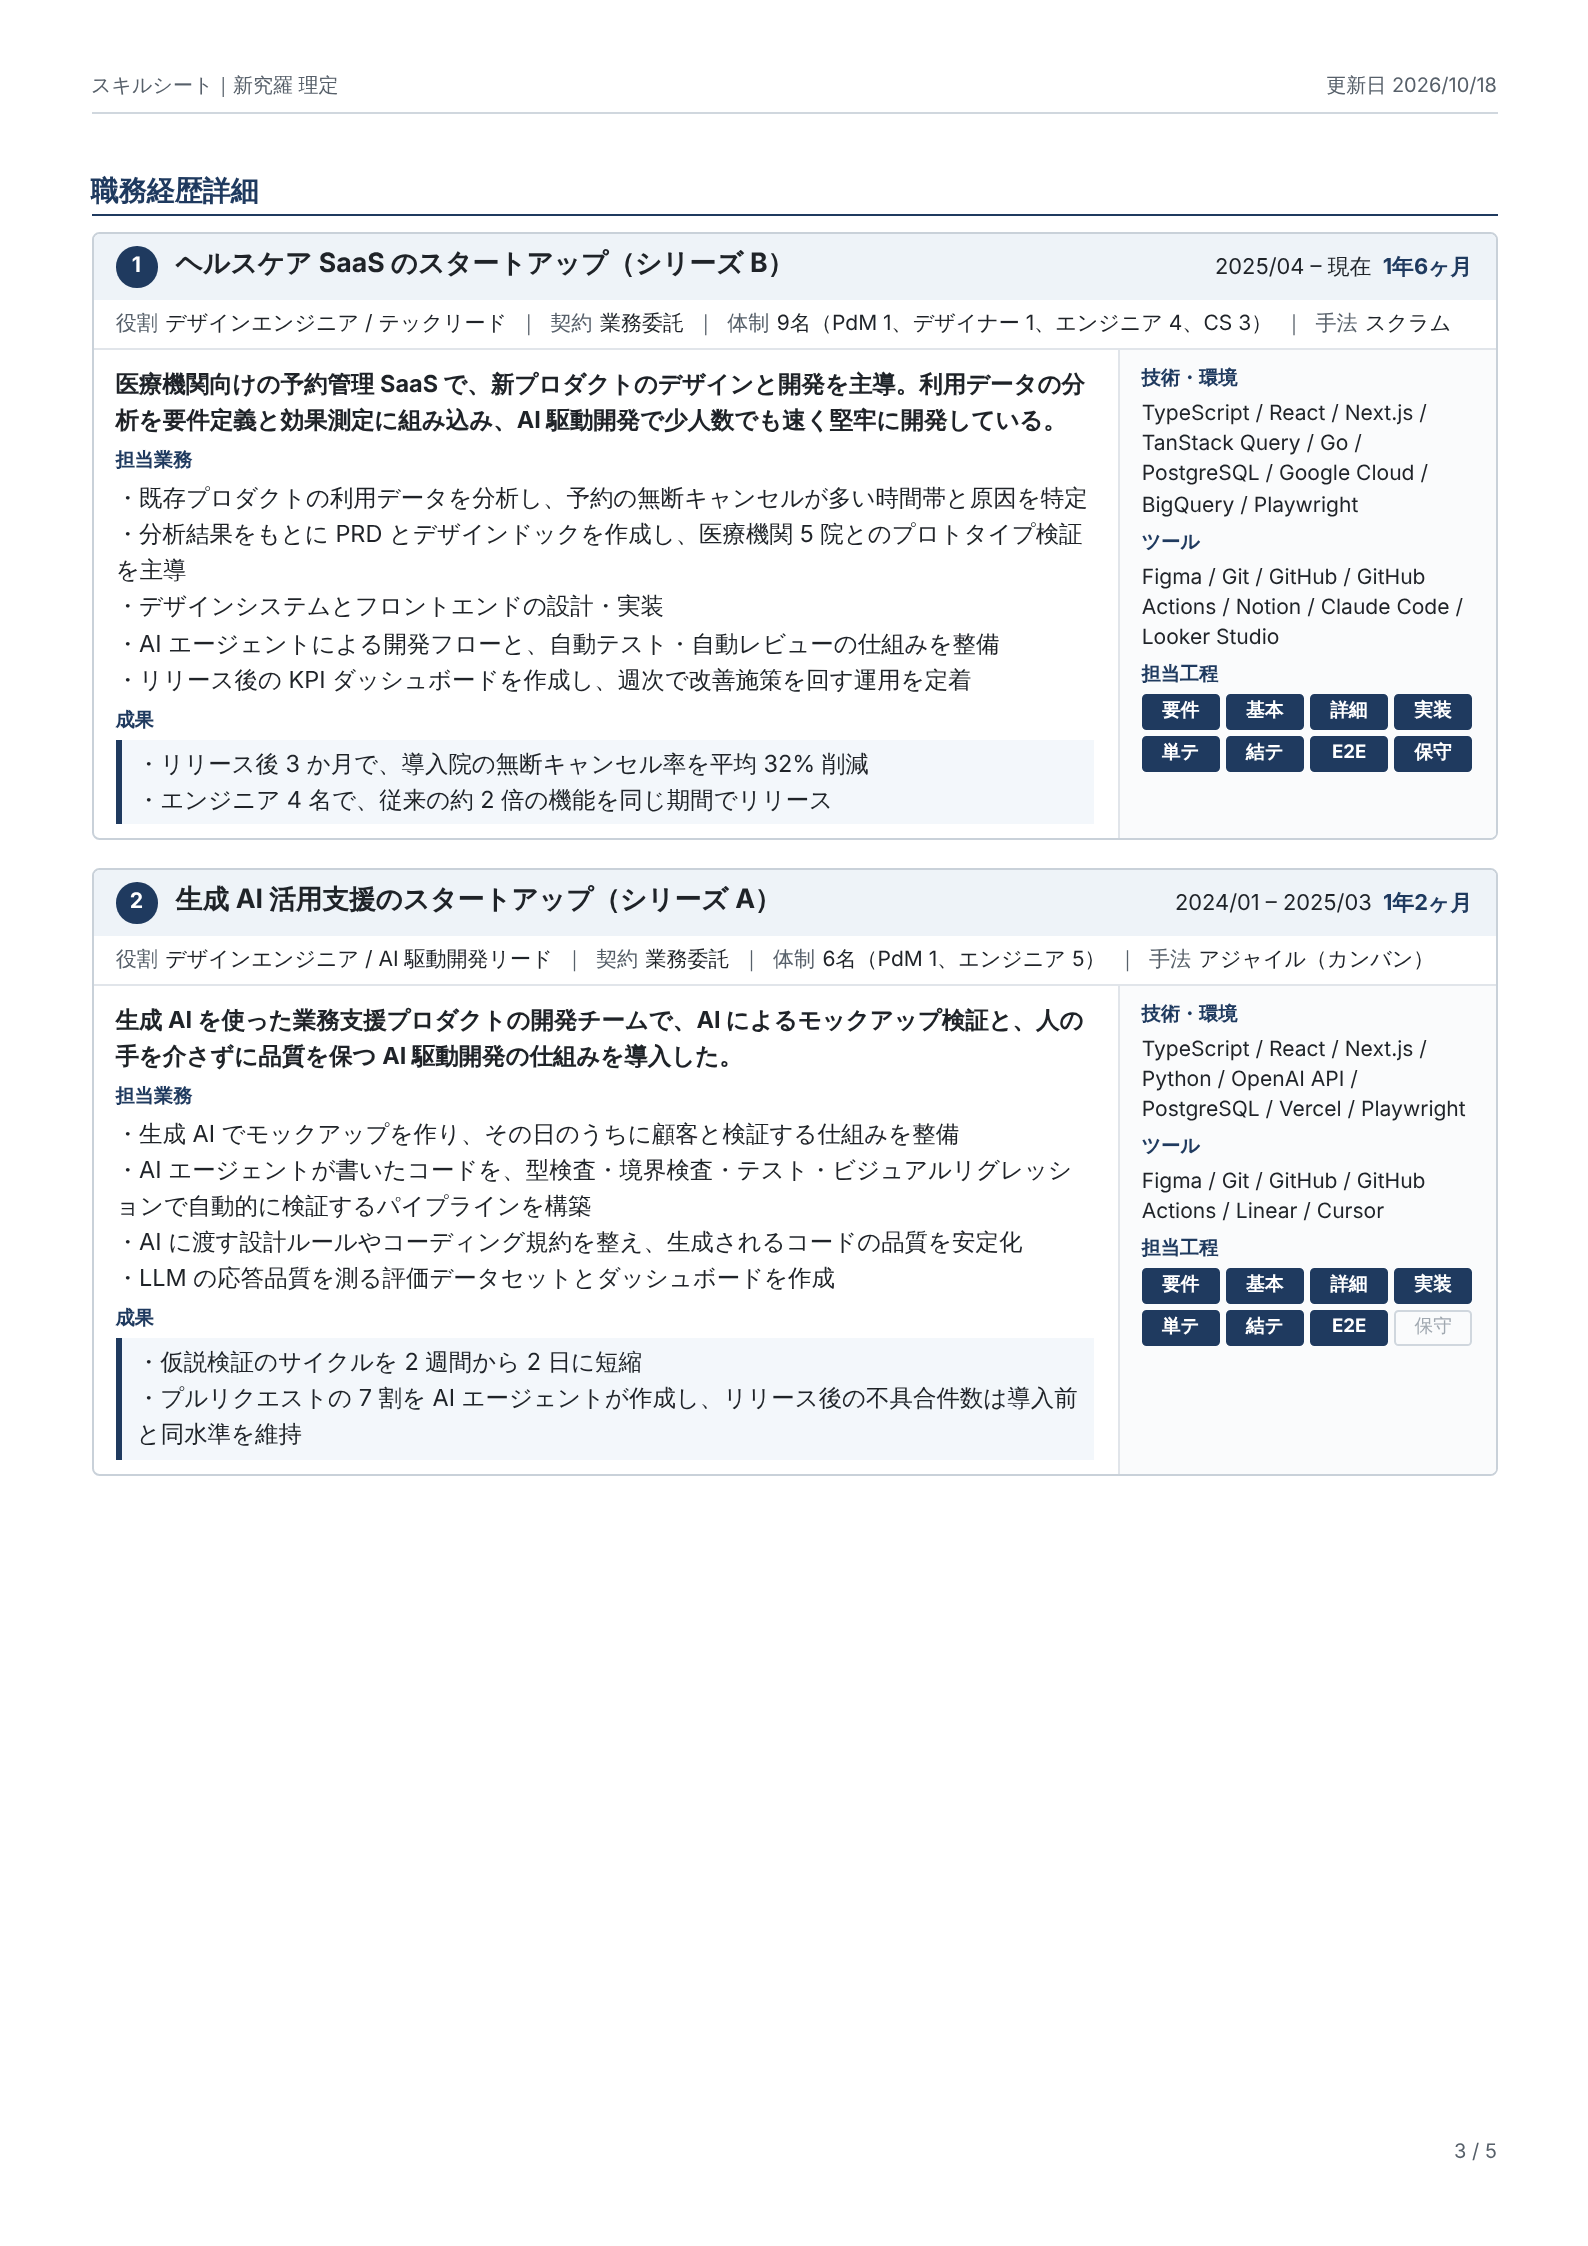 スキルシート｜新究羅 理定
更新日 2026/10/18
職務経歴詳細
1 ヘルスケア SaaS のスタートアップ（シリーズ B）
2025/04 – 現在 1年6ヶ月
役割 デザインエンジニア / テックリード ｜ 契約 業務委託 ｜ 体制 9名（PdM 1、デザイナー 1、エンジニア 4、CS 3） ｜ 手法 スクラム
医療機関向けの予約管理 SaaS で、新プロダクトのデザインと開発を主導。利用データの分
析を要件定義と効果測定に組み込み、AI 駆動開発で少人数でも速く堅牢に開発している。
担当業務
・既存プロダクトの利用データを分析し、予約の無断キャンセルが多い時間帯と原因を特定
・分析結果をもとに PRD とデザインドックを作成し、医療機関 5 院とのプロトタイプ検証
を主導
・デザインシステムとフロントエンドの設計・実装
・AI エージェントによる開発フローと、自動テスト・自動レビューの仕組みを整備
・リリース後の KPI ダッシュボードを作成し、週次で改善施策を回す運用を定着
成果
・リリース後 3 か月で、導入院の無断キャンセル率を平均 32% 削減
・エンジニア 4 名で、従来の約 2 倍の機能を同じ期間でリリース
技術・環境
TypeScript / React / Next.js /
TanStack Query / Go /
PostgreSQL / Google Cloud /
BigQuery / Playwright
ツール
Figma / Git / GitHub / GitHub
Actions / Notion / Claude Code /
Looker Studio
担当工程
要件 基本 詳細 実装
単テ 結テ E2E 保守
2 生成 AI 活用支援のスタートアップ（シリーズ A）
2024/01 – 2025/03 1年2ヶ月
役割 デザインエンジニア / AI 駆動開発リード ｜ 契約 業務委託 ｜ 体制 6名（PdM 1、エンジニア 5） ｜ 手法 アジャイル（カンバン）
生成 AI を使った業務支援プロダクトの開発チームで、AI によるモックアップ検証と、人の
手を介さずに品質を保つ AI 駆動開発の仕組みを導入した。
担当業務
・生成 AI でモックアップを作り、その日のうちに顧客と検証する仕組みを整備
・AI エージェントが書いたコードを、型検査・境界検査・テスト・ビジュアルリグレッシ
ョンで自動的に検証するパイプラインを構築
・AI に渡す設計ルールやコーディング規約を整え、生成されるコードの品質を安定化
・LLM の応答品質を測る評価データセットとダッシュボードを作成
成果
・仮説検証のサイクルを 2 週間から 2 日に短縮
・プルリクエストの 7 割を AI エージェントが作成し、リリース後の不具合件数は導入前
と同水準を維持
技術・環境
TypeScript / React / Next.js /
Python / OpenAI API /
PostgreSQL / Vercel / Playwright
ツール
Figma / Git / GitHub / GitHub
Actions / Linear / Cursor
担当工程
要件 基本 詳細 実装
単テ 結テ E2E 保守
3 / 5